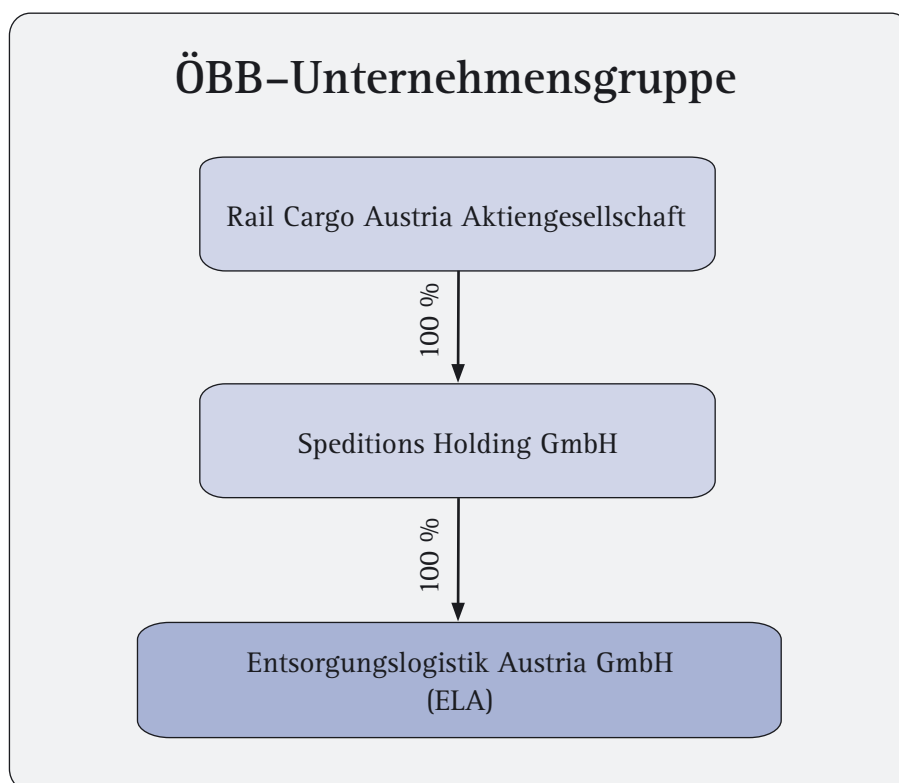 ÖBB-Unternehmensgruppe
Rail Cargo Austria Aktiengesellschaft
100 %
Speditions Holding GmbH
100 %
Entsorgungslogistik Austria GmbH
(ELA)